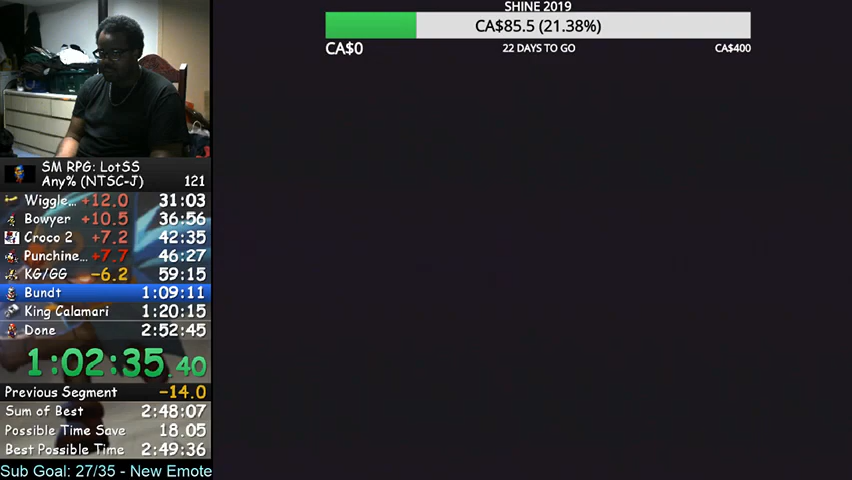 SHINE 2019
CA$85.5 (21.38%)
CA$0
22 DAYS TO GO
CA$400
SM RPG: LotSS
Any% (NTSC-J) 121
Wiggle... +12.0 31:03
Bowyer +10.5 36:56
Croco 2 +7.2 42:35
Punchine... +7.7 46:27
KG/GG −6.2 59:15
Bundt 1:09:11
King Calamari 1:20:15
Done 2:52:45
1:02:35.40
Previous Segment −14.0
Sum of Best 2:48:07
Possible Time Save 18.05
Best Possible Time 2:49:36
Sub Goal: 27/35 - New Emote